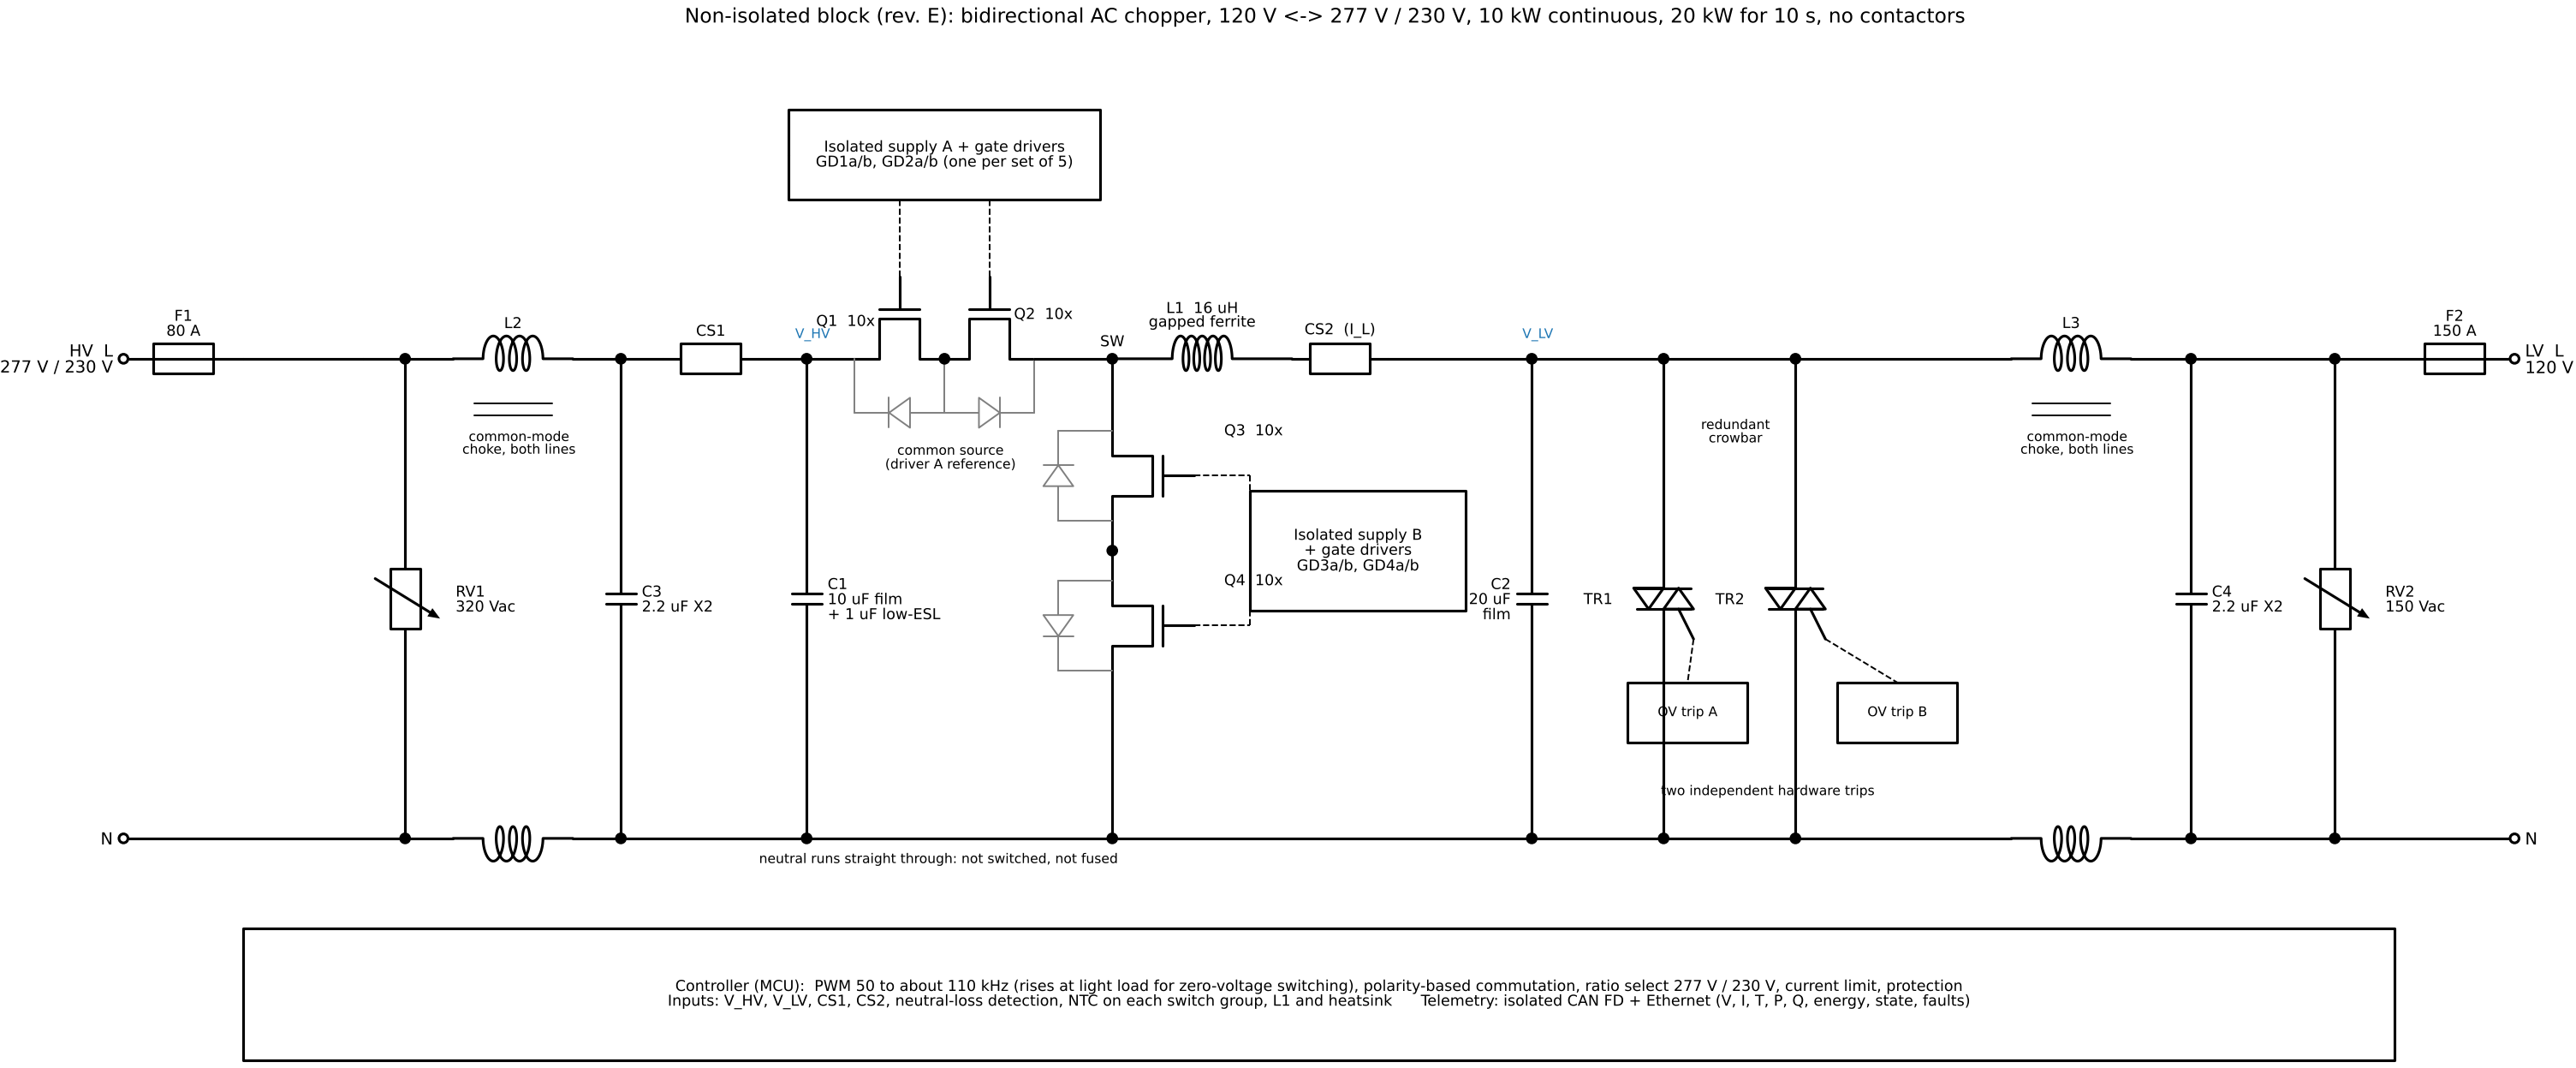 Non-isolated block (rev. E): bidirectional AC chopper, 120 V <-> 277 V / 230 V, 10 kW continuous, 20 kW for 10 s, no contactors
Isolated supply A + gate drivers
GD1a/b, GD2a/b (one per set of 5)
F1
80 A
HV L
277 V / 230 V
L2
common-mode
choke, both lines
CS1
V_HV
Q1 10x
Q2 10x
common source
(driver A reference)
SW
L1 16 uH
gapped ferrite
CS2 (I_L)
V_LV
L3
common-mode
choke, both lines
F2
150 A
LV L
120 V
redundant
crowbar
Q3 10x
Isolated supply B
+ gate drivers
GD3a/b, GD4a/b
Q4 10x
RV1
320 Vac
C3
2.2 uF X2
C1
10 uF film
+ 1 uF low-ESL
C2
20 uF
film
TR1
TR2
C4
2.2 uF X2
RV2
150 Vac
OV trip A
OV trip B
two independent hardware trips
N
N
neutral runs straight through: not switched, not fused
Controller (MCU): PWM 50 to about 110 kHz (rises at light load for zero-voltage switching), polarity-based commutation, ratio select 277 V / 230 V, current limit, protection
Inputs: V_HV, V_LV, CS1, CS2, neutral-loss detection, NTC on each switch group, L1 and heatsink Telemetry: isolated CAN FD + Ethernet (V, I, T, P, Q, energy, state, faults)